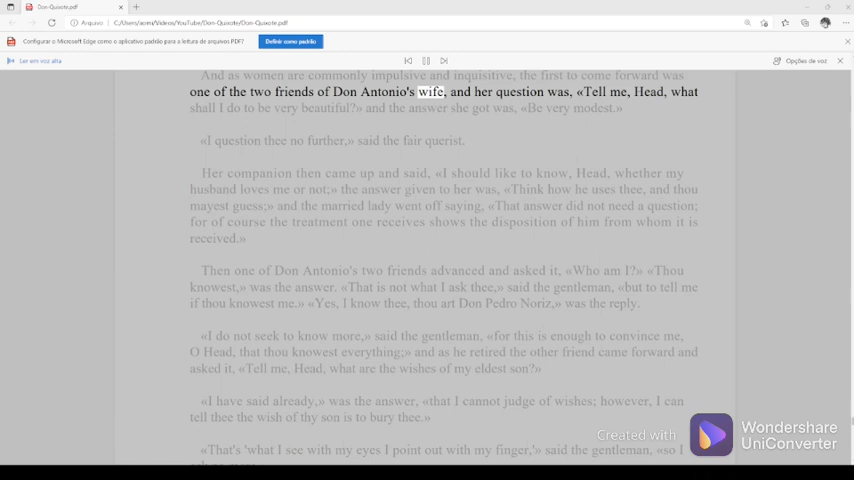 Don-Quixote.pdf
Arquivo | C:/Users/asmn/Videos/YouTube/Don-Quixote/Don-Quixote.pdf
Configurar o Microsoft Edge como o aplicativo padrão para a leitura de arquivos PDF? Definir como padrão
Ler em voz alta Opções de voz
And as women are commonly impulsive and inquisitive, the first to come forward was
one of the two friends of Don Antonio's wife, and her question was, «Tell me, Head, what
shall I do to be very beautiful?» and the answer she got was, «Be very modest.»
«I question thee no further,» said the fair querist.
Her companion then came up and said, «I should like to know, Head, whether my
husband loves me or not;» the answer given to her was, «Think how he uses thee, and thou
mayest guess;» and the married lady went off saying, «That answer did not need a question;
for of course the treatment one receives shows the disposition of him from whom it is
received.»
Then one of Don Antonio's two friends advanced and asked it, «Who am I?» «Thou
knowest,» was the answer. «That is not what I ask thee,» said the gentleman, «but to tell me
if thou knowest me.» «Yes, I know thee, thou art Don Pedro Noriz,» was the reply.
«I do not seek to know more,» said the gentleman, «for this is enough to convince me,
O Head, that thou knowest everything;» and as he retired the other friend came forward and
asked it, «Tell me, Head, what are the wishes of my eldest son?»
«I have said already,» was the answer, «that I cannot judge of wishes; however, I can
tell thee the wish of thy son is to bury thee.»
«That's 'what I see with my eyes I point out with my finger,'» said the gentleman, «so I
Created with Wondershare
UniConverter